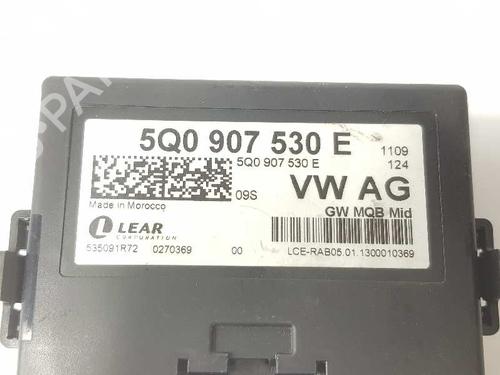 5Q0 907 530 E
1109
5Q0 907 530 E
124
09S
VW AG
Made in Morocco
GW MQB Mid
LEAR
CORPORATION
535091R72 0270369 00
LCE-RAB05.01.1300010369